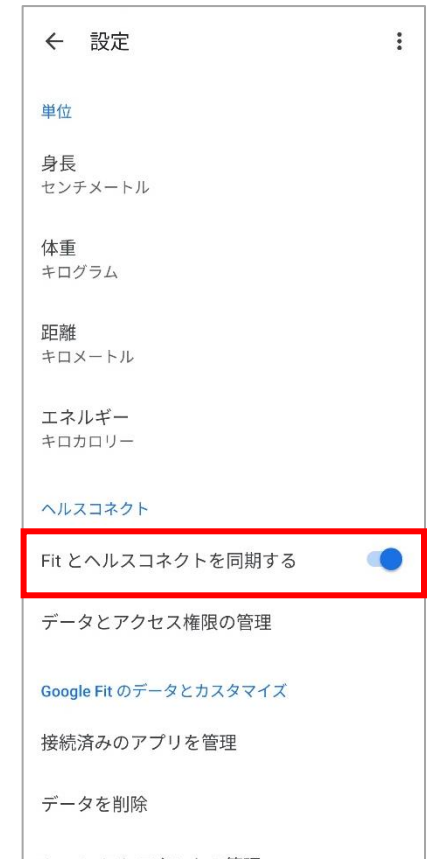 設定
単位
身長
センチメートル
体重
キログラム
距離
キロメートル
エネルギー
キロカロリー
ヘルスコネクト
Fit とヘルスコネクトを同期する
データとアクセス権限の管理
Google Fit のデータとカスタマイズ
接続済みのアプリを管理
データを削除